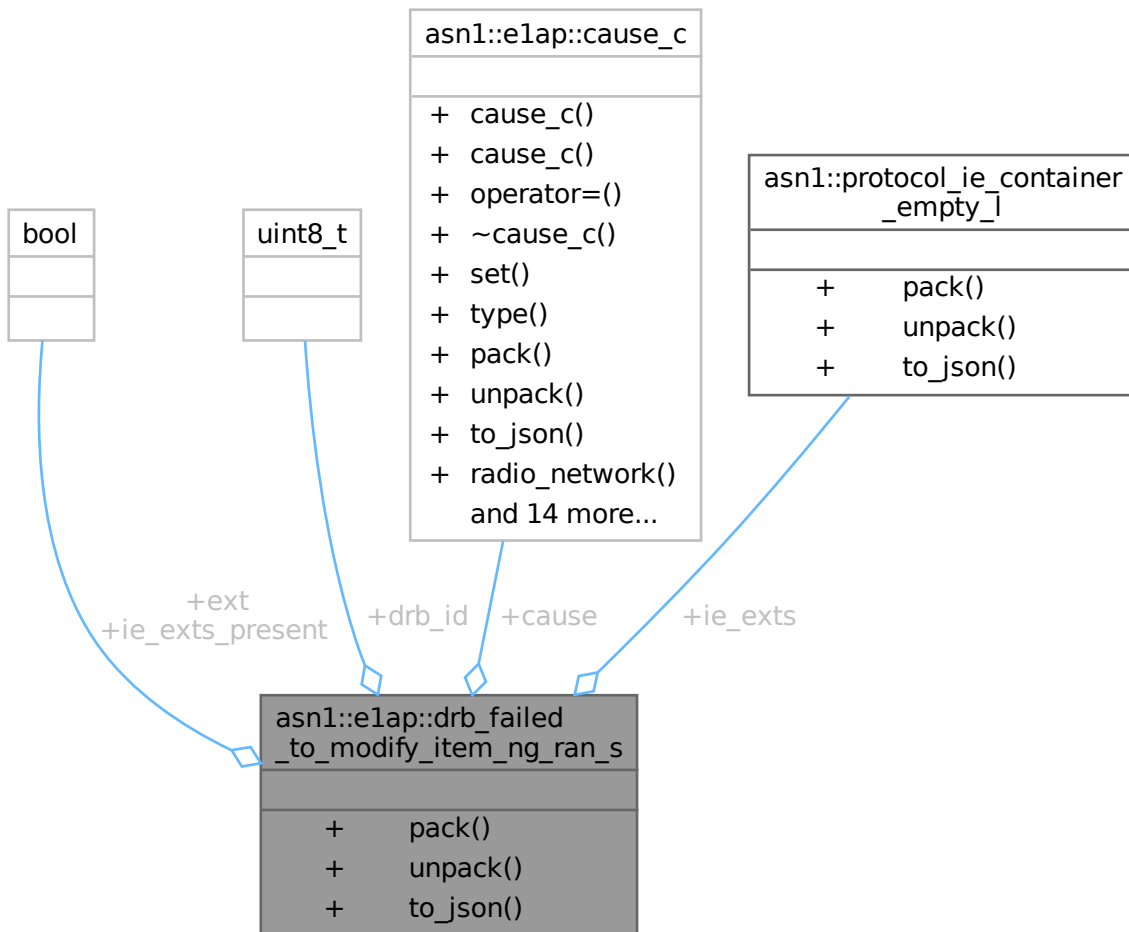 asn1::e1ap::cause_c
+ cause_c()
+ cause_c()
+ operator=()
+ ~cause_c()
+ set()
+ type()
+ pack()
+ unpack()
+ to_json()
+ radio_network()
and 14 more...
asn1::protocol_ie_container
_empty_l
+ pack()
+ unpack()
+ to_json()
bool
uint8_t
+ext
+ie_exts_present
+drb_id
+cause
+ie_exts
asn1::e1ap::drb_failed
_to_modify_item_ng_ran_s
+ pack()
+ unpack()
+ to_json()